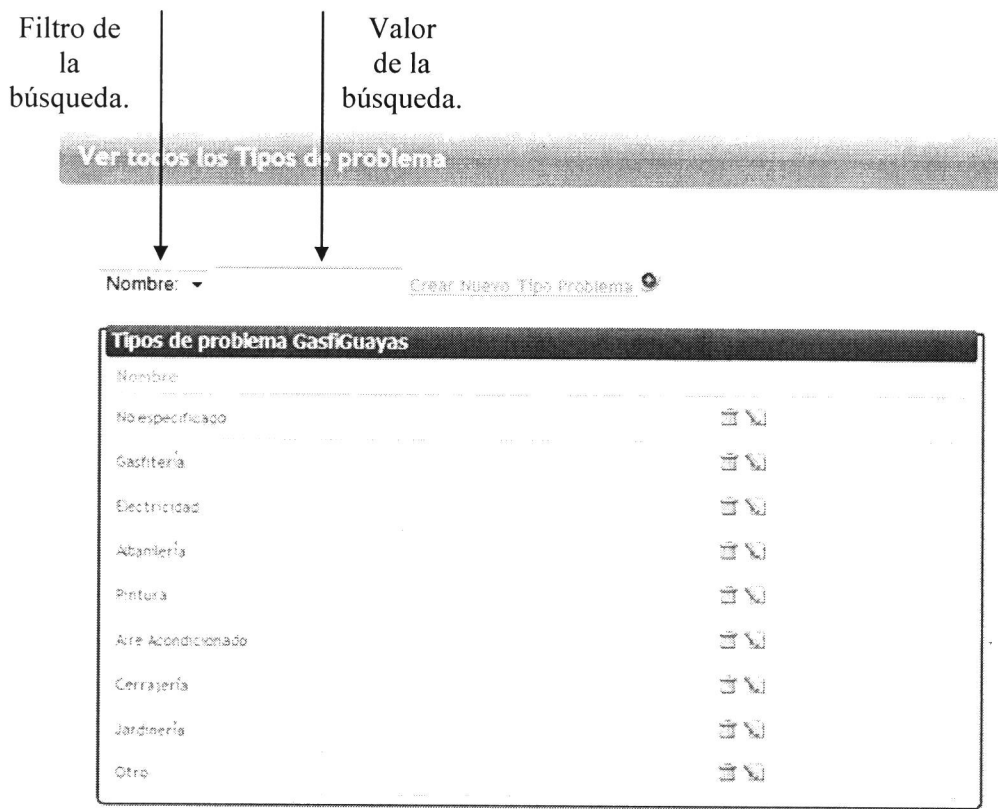 Filtro de
la
búsqueda.
Valor
de la
búsqueda.
Ver todos los Tipos de problema
Nombre: Crear Nuevo Tipo Problema
Tipos de problema GasfiGuayas
Nombre
No especificado
Gasfitería
Electricidad
Albanilería
Pintura
Aire Acondicionado
Cerrajería
Jardinería
Otro